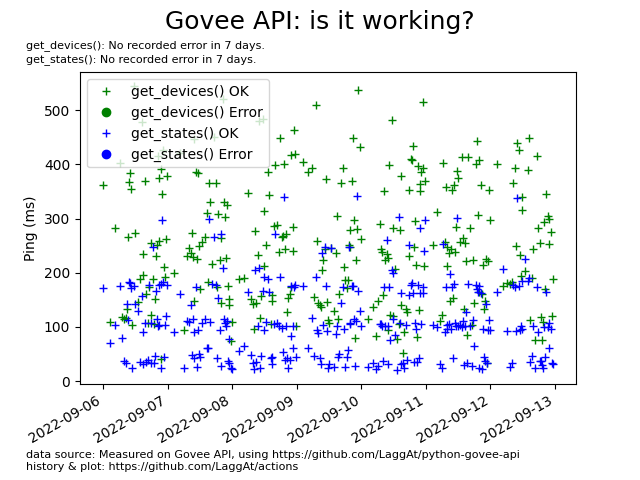 Govee API: is it working?
get_devices(): No recorded error in 7 days.
get_states(): No recorded error in 7 days.
get_devices() OK
get_devices() Error
get_states() OK
get_states() Error
Ping (ms)
500
400
300
200
100
0
2022-09-06
2022-09-07
2022-09-08
2022-09-09
2022-09-10
2022-09-11
2022-09-12
2022-09-13
data source: Measured on Govee API, using https://github.com/LaggAt/python-govee-api
history & plot: https://github.com/LaggAt/actions